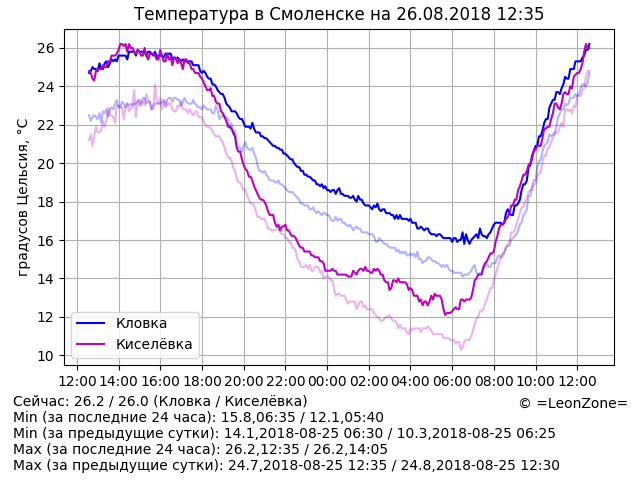 Температура в Смоленске на 26.08.2018 12:35
градусов Цельсия, °C
26
24
22
20
18
16
14
12
10
Кловка
Киселёвка
12:00 14:00 16:00 18:00 20:00 22:00 00:00 02:00 04:00 06:00 08:00 10:00 12:00
Сейчас: 26.2 / 26.0 (Кловка / Киселёвка)
© =LeonZone=
Min (за последние 24 часа): 15.8,06:35 / 12.1,05:40
Min (за предыдущие сутки): 14.1,2018-08-25 06:30 / 10.3,2018-08-25 06:25
Max (за последние 24 часа): 26.2,12:35 / 26.2,14:05
Max (за предыдущие сутки): 24.7,2018-08-25 12:35 / 24.8,2018-08-25 12:30